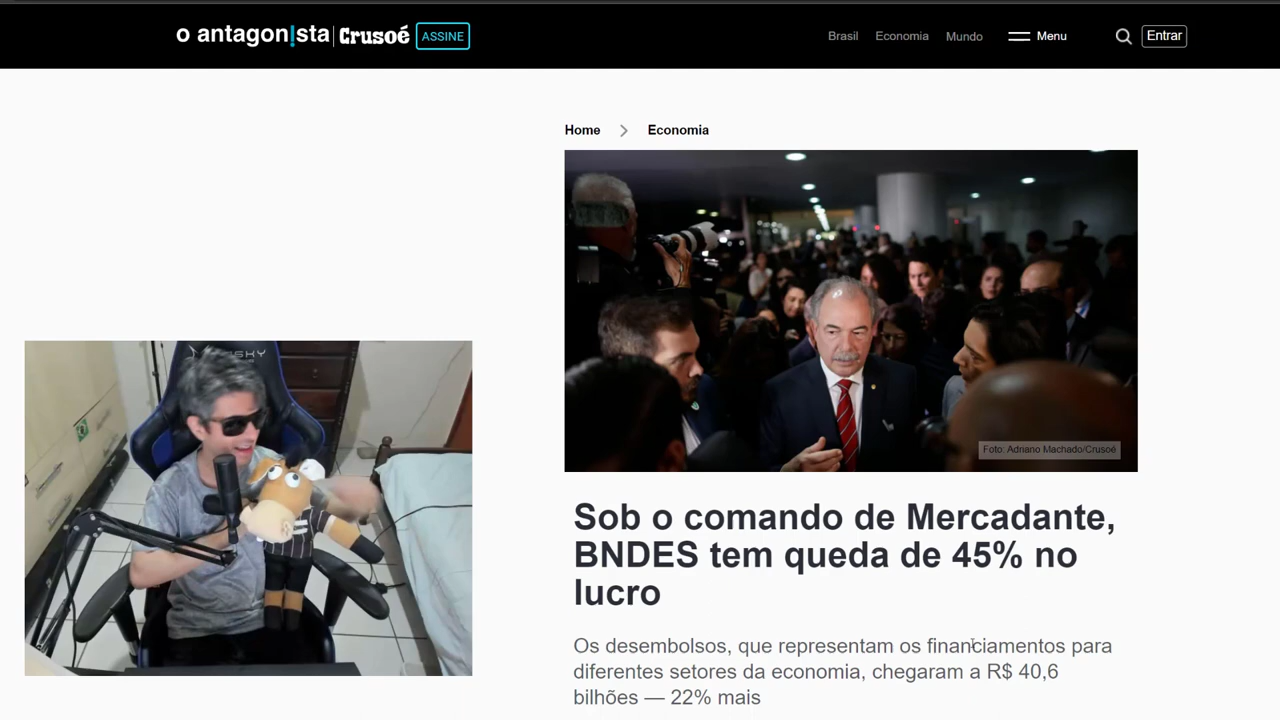 o antagonista Crusoé ASSINE
Brasil Economia Mundo Menu Entrar
Home Economia
Foto: Adriano Machado/Crusoé
Sob o comando de Mercadante,
BNDES tem queda de 45% no
lucro
Os desembolsos, que representam os financiamentos para
diferentes setores da economia, chegaram a R$ 40,6
bilhões — 22% mais